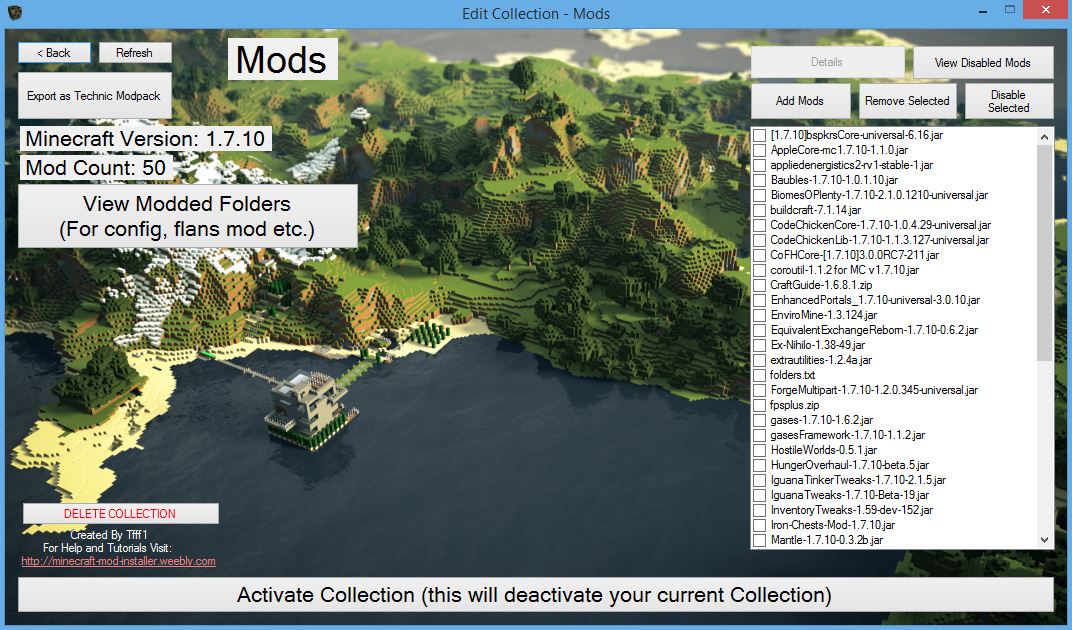 Edit Collection - Mods
< Back
Refresh
Mods
Export as Technic Modpack
Minecraft Version: 1.7.10
Mod Count: 50
View Modded Folders
(For config, flans mod etc.)
Details
View Disabled Mods
Add Mods
Remove Selected
Disable
Selected
[1.7.10]bspkrsCore-universal-6.16.jar
AppleCore-mc1.7.10-1.1.0.jar
appliedenergistics2-rv1-stable-1.jar
Baubles-1.7.10-1.0.1.10.jar
BiomesOPlenty-1.7.10-2.1.0.1210-universal.jar
buildcraft-7.1.14.jar
CodeChickenCore-1.7.10-1.0.4.29-universal.jar
CodeChickenLib-1.7.10-1.1.3.127-universal.jar
CoFHCore-[1.7.10]3.0.0RC7-211.jar
coroutil-1.1.2 for MC v1.7.10.jar
CraftGuide-1.6.8.1.zip
EnhancedPortals_1.7.10-universal-3.0.10.jar
EnviroMine-1.3.124.jar
EquivalentExchangeReborn-1.7.10-0.6.2.jar
Ex-Nihilo-1.38-49.jar
extrautilities-1.2.4a.jar
folders.txt
ForgeMultipart-1.7.10-1.2.0.345-universal.jar
fpsplus.zip
gases-1.7.10-1.6.2.jar
gasesFramework-1.7.10-1.1.2.jar
HostileWorlds-0.5.1.jar
HungerOverhaul-1.7.10-beta.5.jar
IguanaTinkerTweaks-1.7.10-2.1.5.jar
IguanaTweaks-1.7.10-Beta-19.jar
InventoryTweaks-1.59-dev-152.jar
Iron-Chests-Mod-1.7.10.jar
Mantle-1.7.10-0.3.2b.jar
DELETE COLLECTION
Created By Tfff1
For Help and Tutorials Visit:
http://minecraft-mod-installer.weebly.com
Activate Collection (this will deactivate your current Collection)